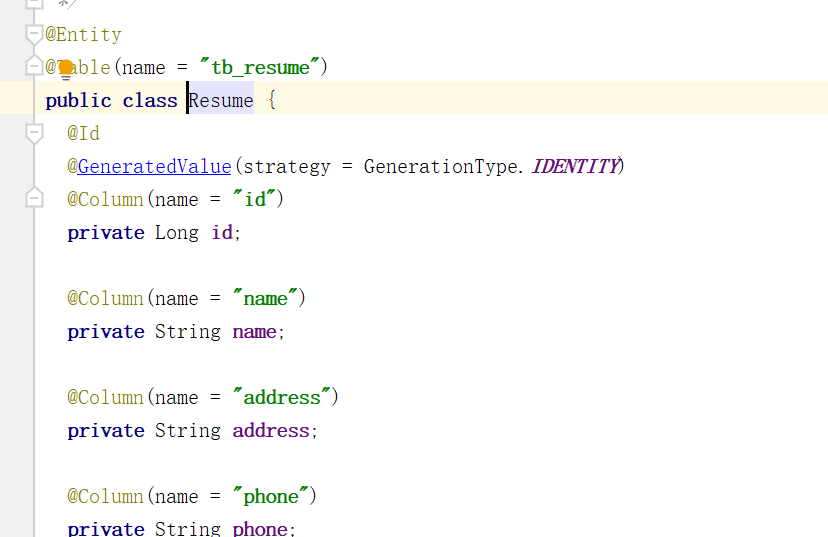 */
@Entity
@Table(name = "tb_resume")
public class Resume {
@Id
@GeneratedValue(strategy = GenerationType.IDENTITY)
@Column(name = "id")
private Long id;
@Column(name = "name")
private String name;
@Column(name = "address")
private String address;
@Column(name = "phone")
private String phone;